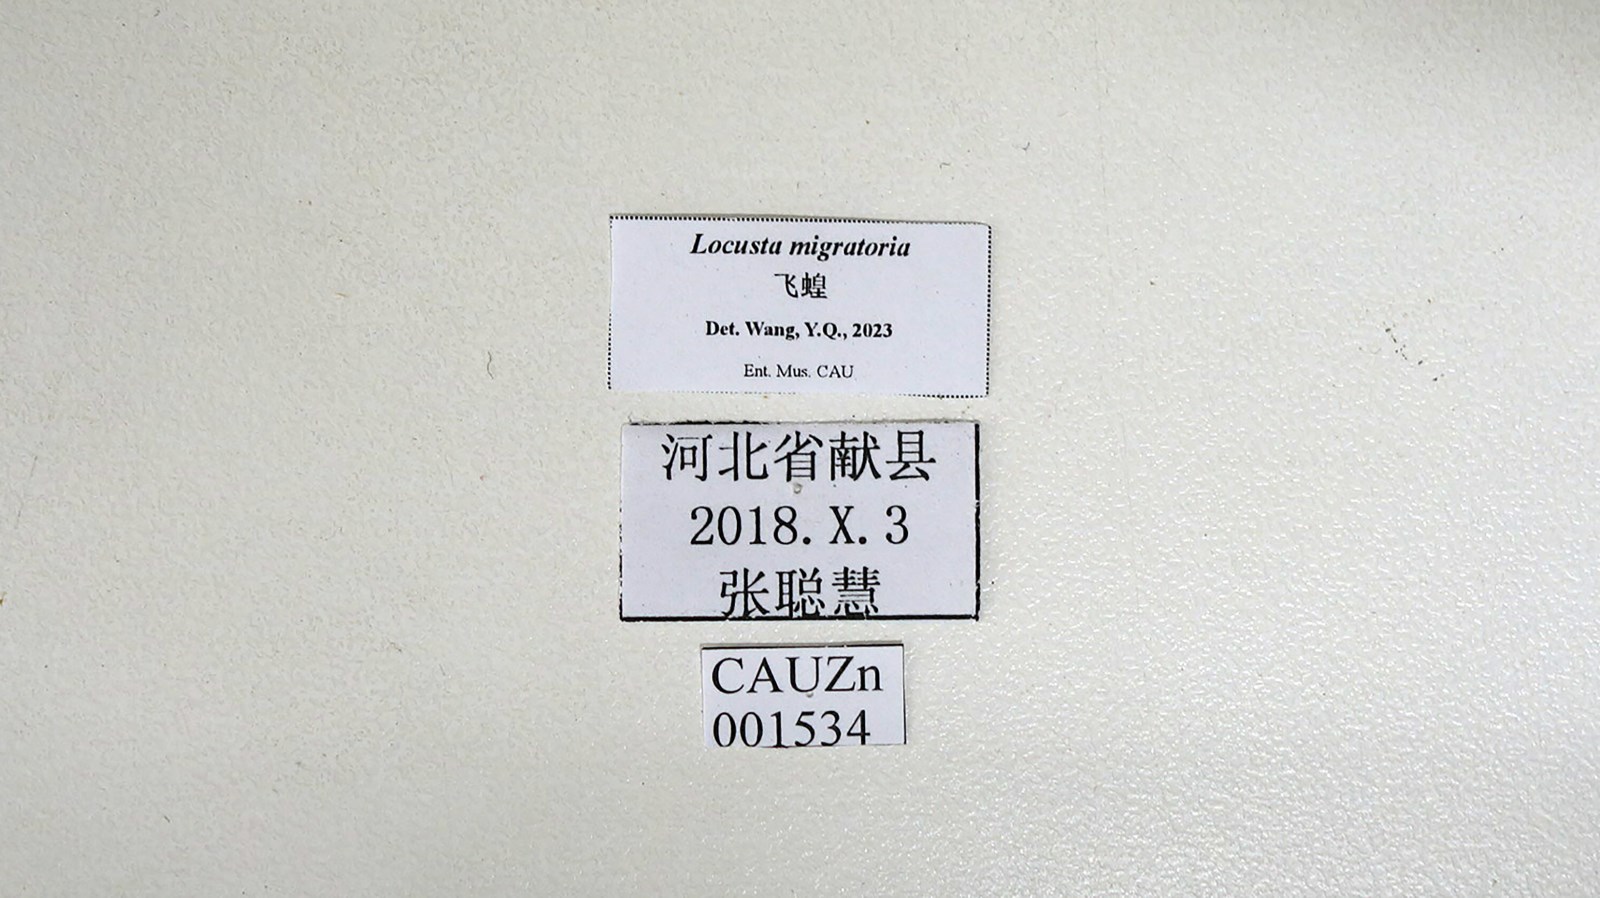 Locusta migratoria
飞蝗
Det. Wang, Y.Q., 2023
Ent. Mus. CAU
河北省献县
2018. X. 3
张聪慧
CAUZn
001534